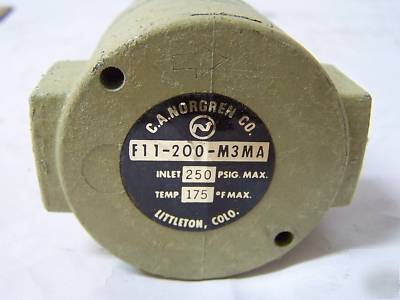 C.A. NORGREN CO.
F11-200-M3MA
INLET 250 PSIG. MAX.
TEMP. 175 °F MAX.
LITTLETON, COLO.